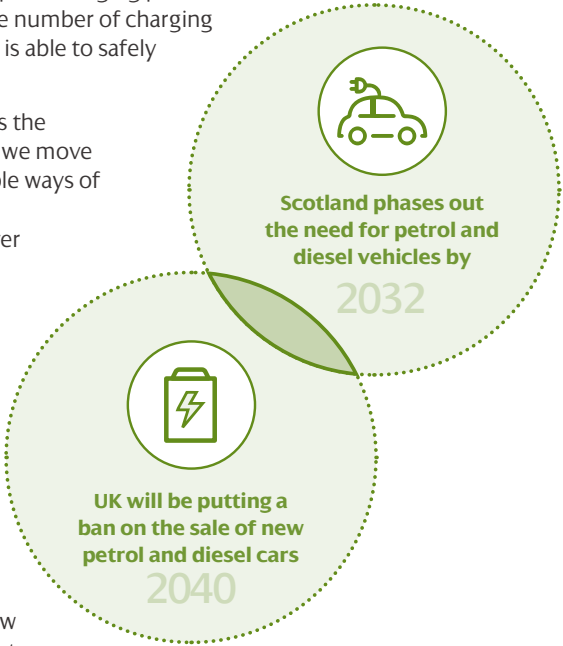 e number of charging
is able to safely
s the
we move
le ways of
er
Scotland phases out
the need for petrol and
diesel vehicles by
2032
UK will be putting a
ban on the sale of new
petrol and diesel cars
2040
w